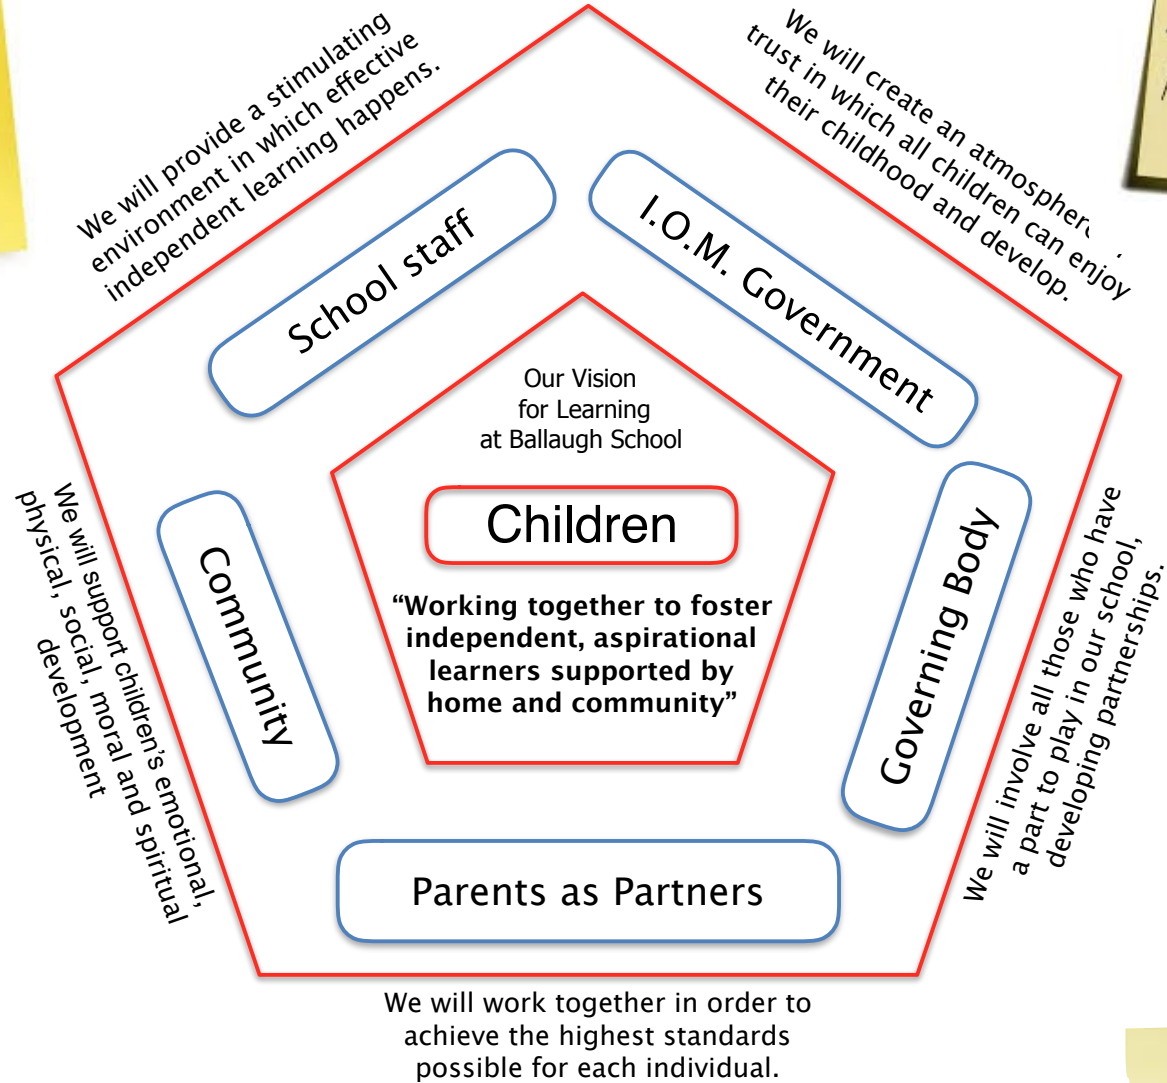 We will provide a stimulating
environment in which effective
independent learning happens.
We will create an atmosphere
trust in which all children can enjoy
their childhood and develop.
School staff
I.O.M. Government
Our Vision
for Learning
at Ballaugh School
Children
“Working together to foster
independent, aspirational
learners supported by
home and community”
Community
Governing Body
We will support children’s emotional,
physical, social, moral and spiritual
development
We will involve all those who have
a part to play in our school,
developing partnerships.
Parents as Partners
We will work together in order to
achieve the highest standards
possible for each individual.